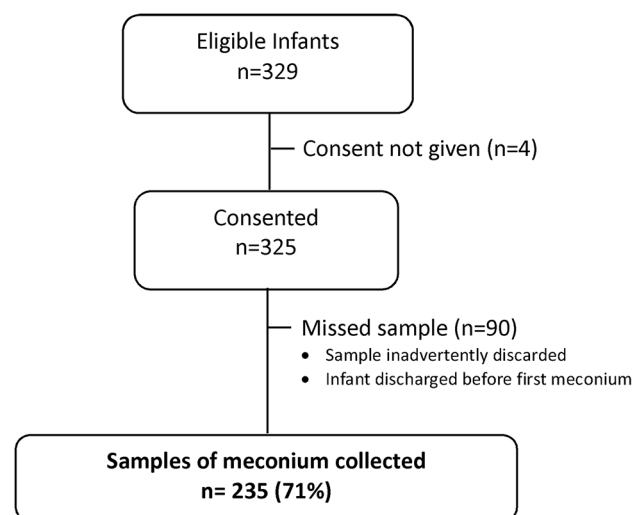 Eligible Infants
n=329
Consent not given (n=4)
Consented
n=325
Missed sample (n=90)
• Sample inadvertently discarded
• Infant discharged before first meconium
Samples of meconium collected
n= 235 (71%)